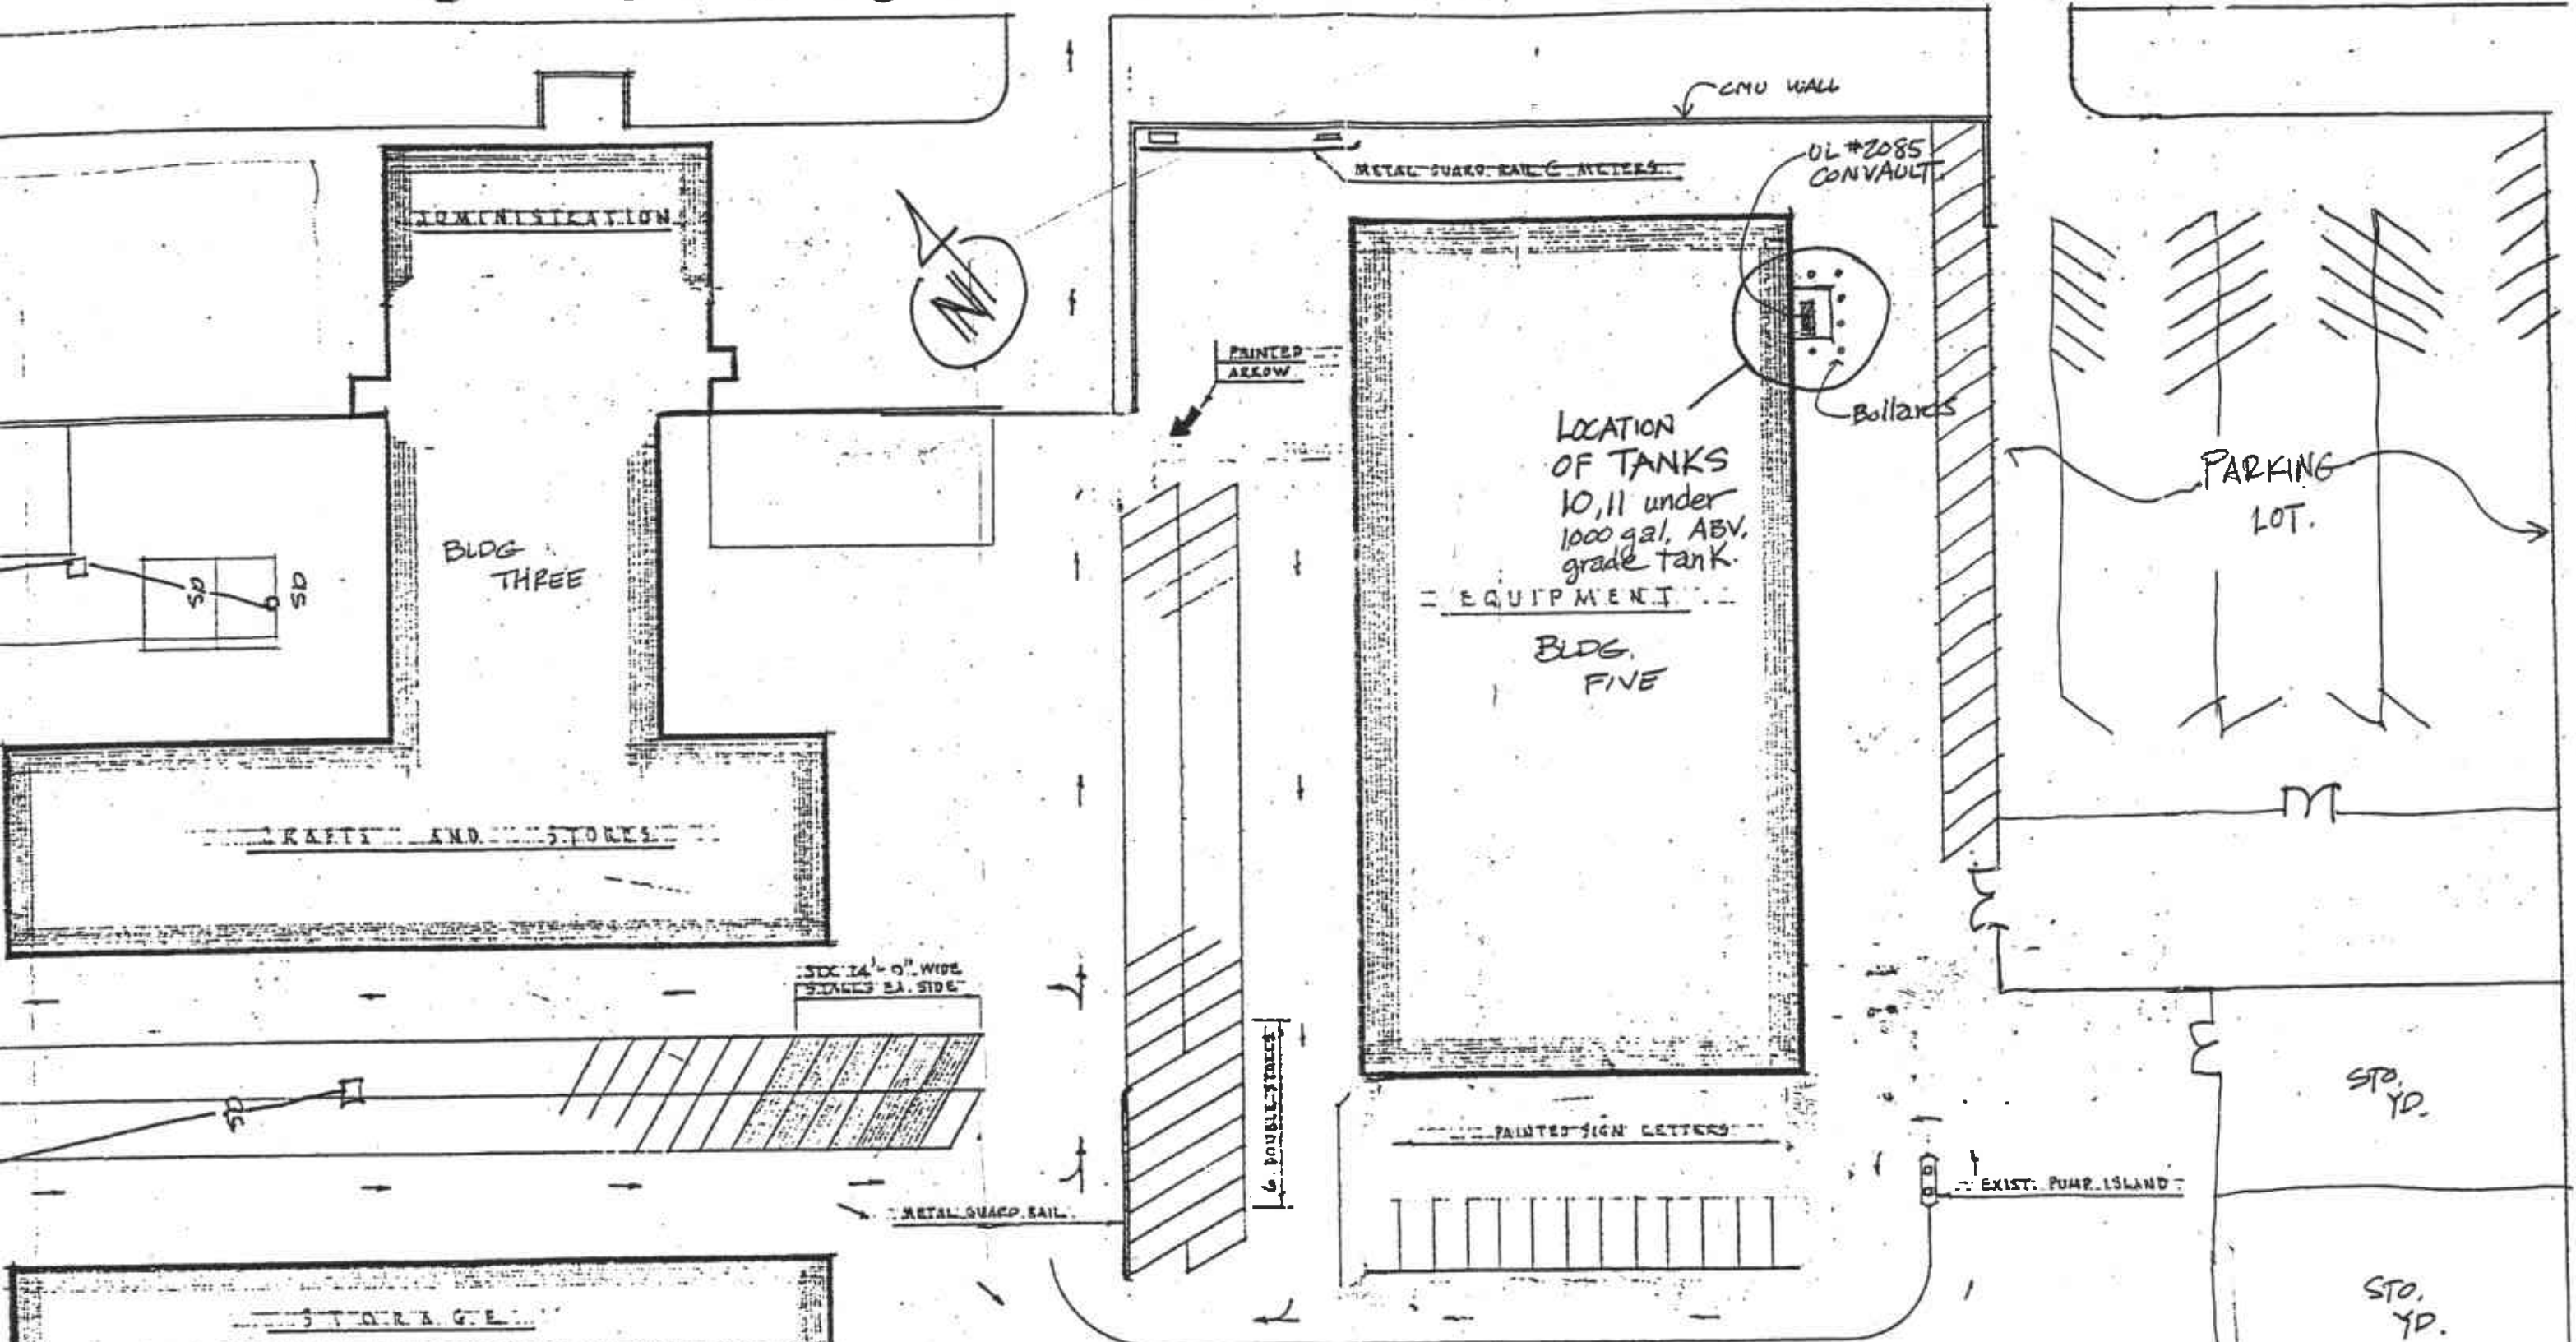 CMU WALL
UL #2085
CONVAULT
METAL GUARD RAIL @ METERS
ADMINISTRATION
N
PAINTED
ARROW
Bollards
LOCATION
OF TANKS
10,11 under
1000 gal. ABV.
grade tank.
PARKING
LOT.
BLDG
THREE
SD
SD
EQUIPMENT
BLDG.
FIVE
CRAFTS AND STORES
SIX 14'-0" WIDE
STALLS EA. SIDE
6 DOUBLE STALLS
SD
STO.
YD.
PAINTED SIGN LETTERS
EXIST. PUMP ISLAND
METAL GUARD RAIL
STORAGE
STO.
YD.